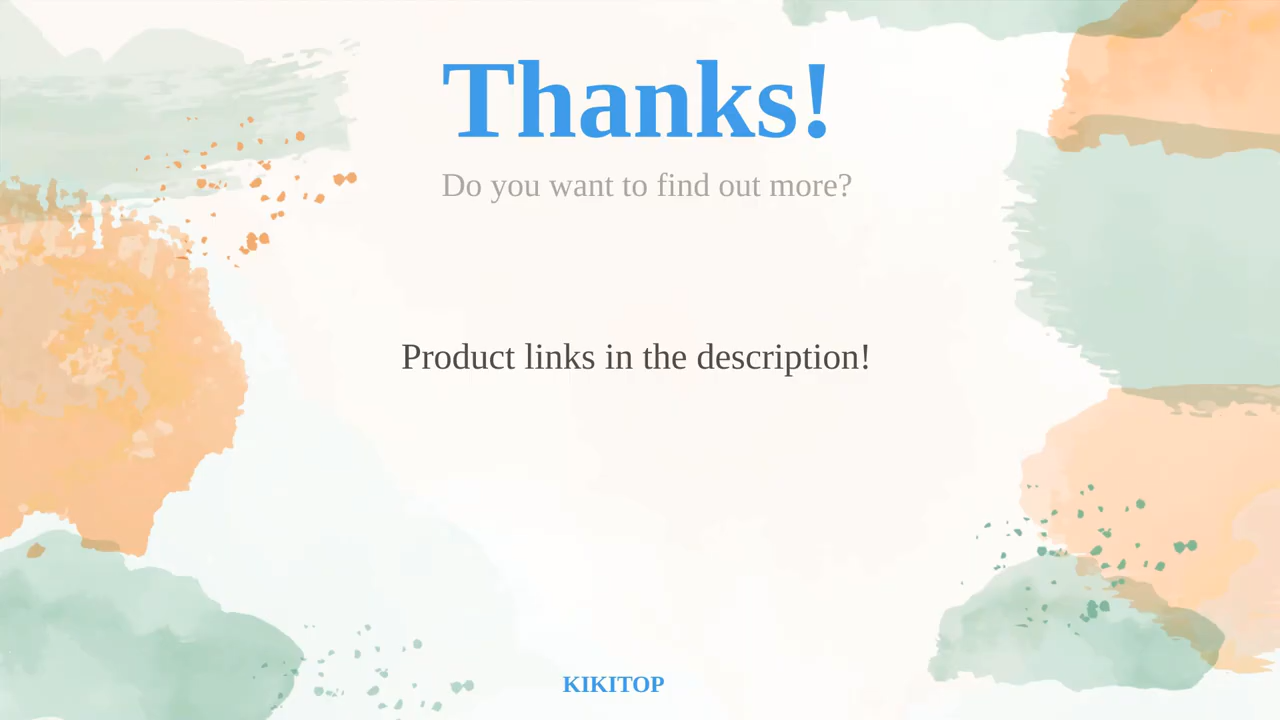 Thanks!
Do you want to find out more?
Product links in the description!
KIKITOP